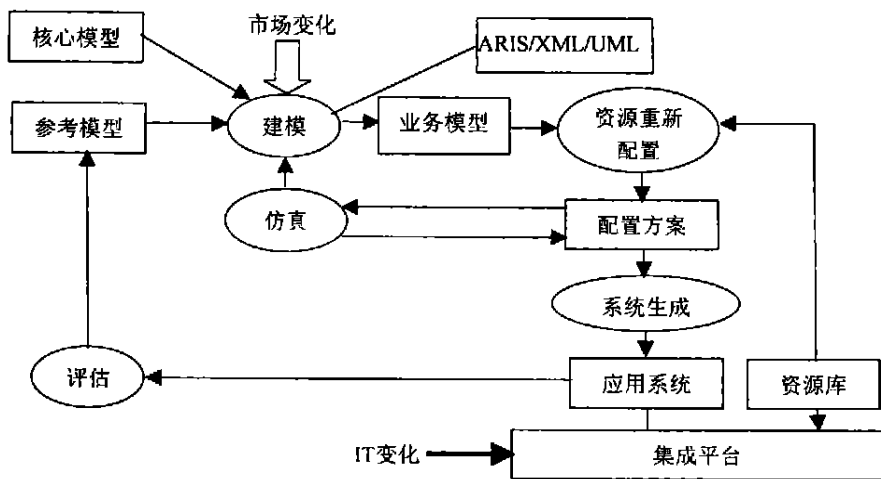 市场变化
核心模型
ARIS/XML/UML
参考模型
建模
业务模型
资源重新
配置
仿真
配置方案
系统生成
评估
应用系统
资源库
IT变化
集成平台